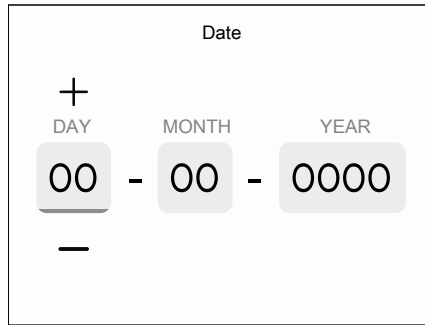 Date
+
DAY MONTH YEAR
00 - 00 - 0000
–